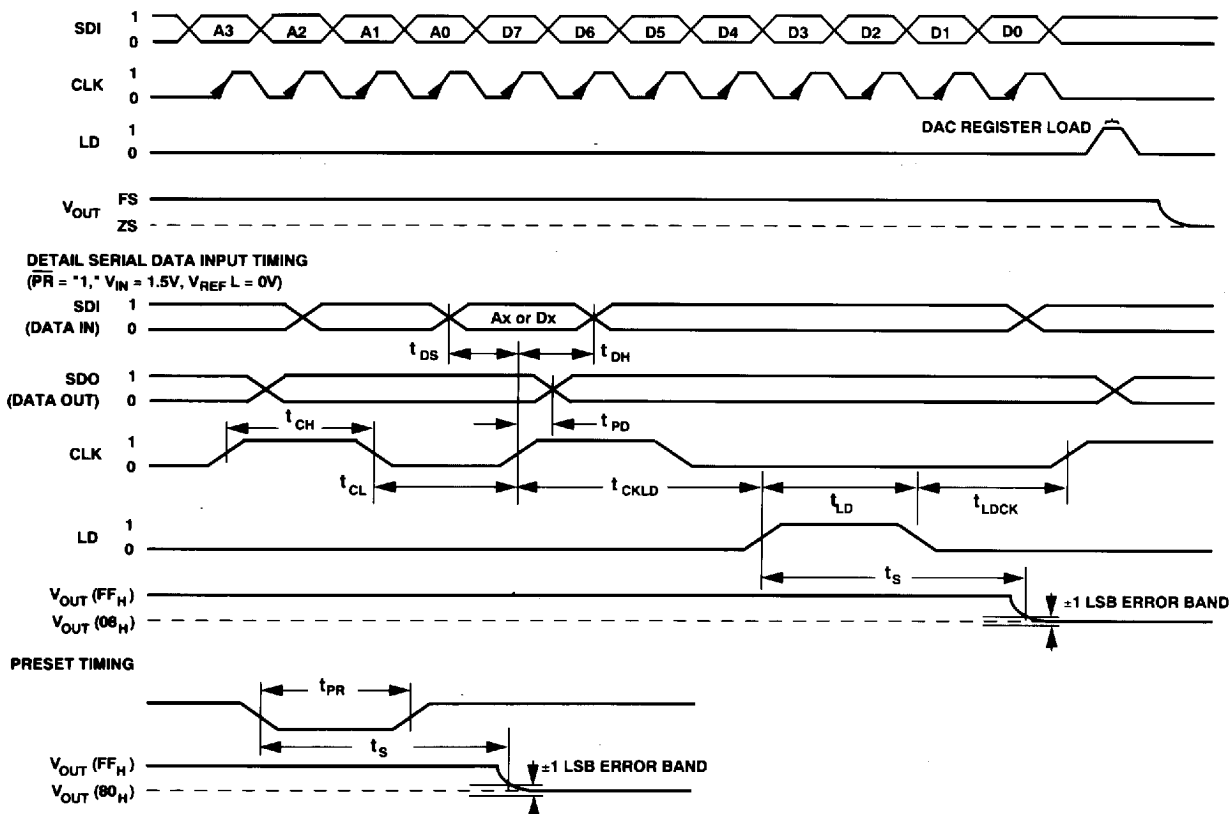 SDI 1 0 A3 A2 A1 A0 D7 D6 D5 D4 D3 D2 D1 D0
CLK 1 0
LD 1 0 DAC REGISTER LOAD
VOUT FS ZS
DETAIL SERIAL DATA INPUT TIMING
(PR = "1," VIN = 1.5V, VREF L = 0V)
SDI (DATA IN) 1 0 Ax or Dx
tDS tDH
SDO (DATA OUT) 1 0
tCH tPD
CLK 1 0
tCL tCKLD tLD tLDCK
LD 1 0
tS
VOUT (FFH) ±1 LSB ERROR BAND
VOUT (08H)
PRESET TIMING
tPR
tS
VOUT (FFH) ±1 LSB ERROR BAND
VOUT (80H)